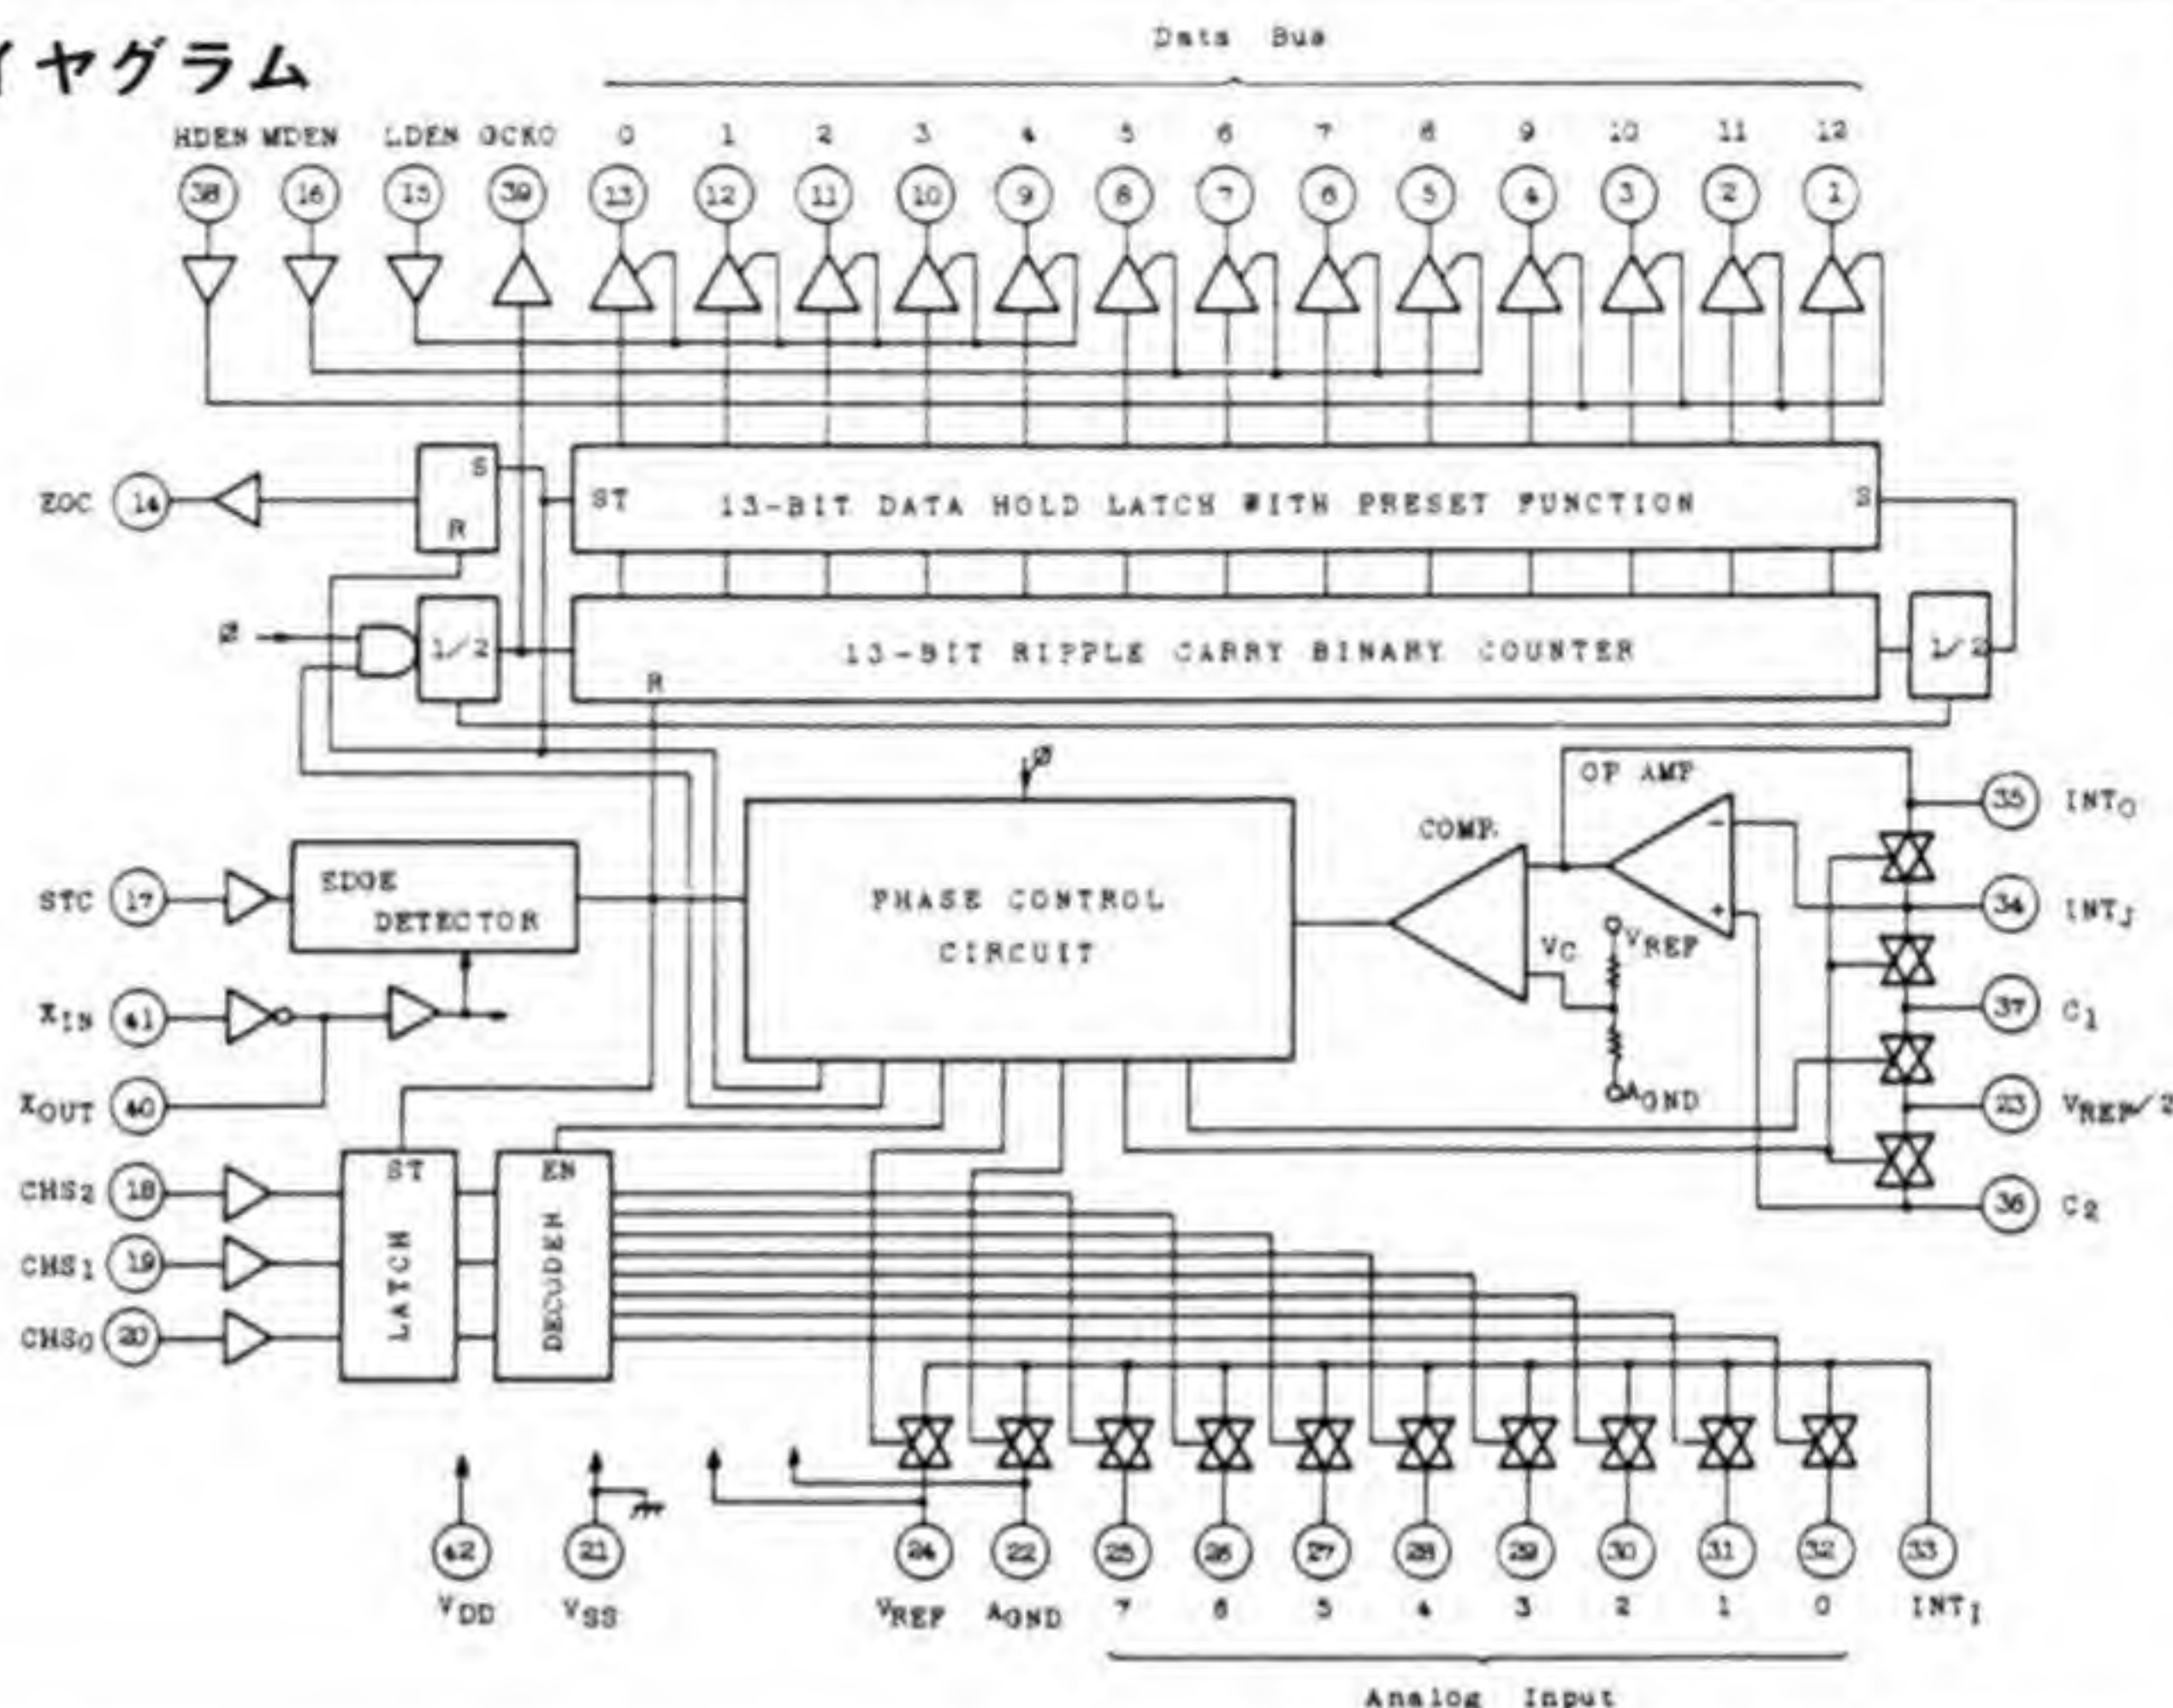 イヤグラム
Data Bus
HDEN MDEN LDEN GCKO 0 1 2 3 4 5 6 7 8 9 10 11 12
38 16 15 39 13 12 11 10 9 8 7 6 5 4 3 2 1
EOC 14
S
R
ST 13-BIT DATA HOLD LATCH WITH PRESET FUNCTION S
Ø 1/2 13-BIT RIPPLE CARRY BINARY COUNTER 1/2
R
Ø
OP AMP
COMP.
35 INTO
STC 17
EDGE
DETECTOR
PHASE CONTROL
CIRCUIT
−
+
VC
VREF
AGND
34 INTJ
XIN 41
37 C1
XOUT 40
23 VREF/2
CHS2 18
ST
EN
36 C2
CHS1 19
LATCH
DECODER
CHS0 20
42 21 24 22 25 26 27 28 29 30 31 32 33
VDD VSS VREF AGND 7 6 5 4 3 2 1 0 INTI
Analog Input